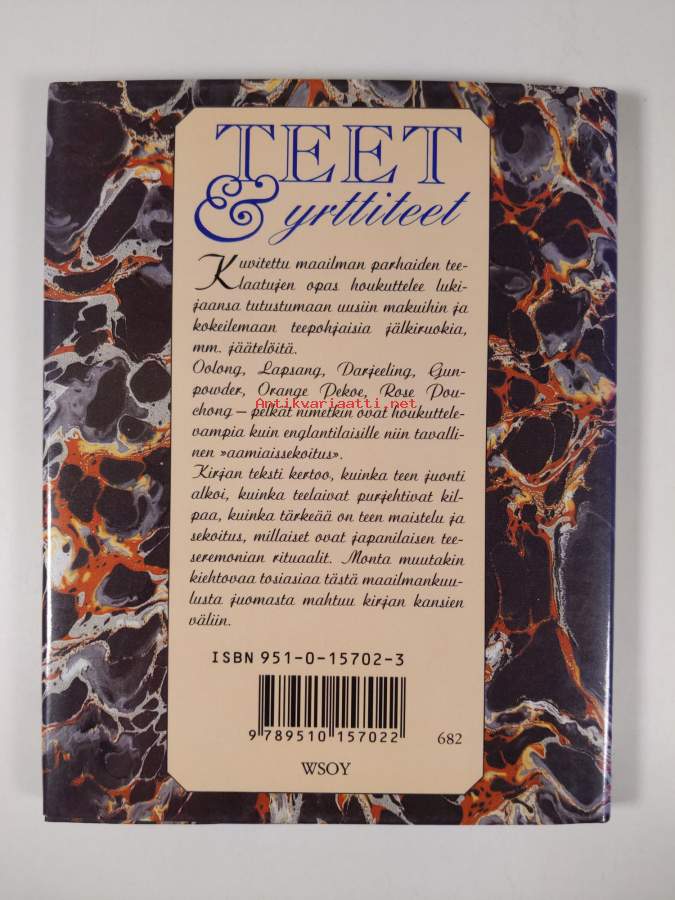 TEET
& yrttiteet
Kuvitettu maailman parhaiden tee-
laatujen opas houkuttelee luki-
jaansa tutustumaan uusiin makuihin ja
kokeilemaan teepohjaisia jälkiruokia,
mm. jäätelöitä.
Oolong, Lapsang, Darjeeling, Gun-
powder, Orange Pekoe, Rose Pou-
Antikvariaatti.net
chong – pelkät nimetkin ovat houkuttele-
vampia kuin englantilaisille niin tavalli-
nen »aamiaissekoitus».
Kirjan teksti kertoo, kuinka teen juonti
alkoi, kuinka teelaivat purjehtivat kil-
paa, kuinka tärkeää on teen maistelu ja
sekoitus, millaiset ovat japanilaisen tee-
seremonian rituaalit. Monta muutakin
kiehtovaa tosiasiaa tästä maailmankuu-
lusta juomasta mahtuu kirjan kansien
väliin.
ISBN 951-0-15702-3
9 789510 157022
682
WSOY